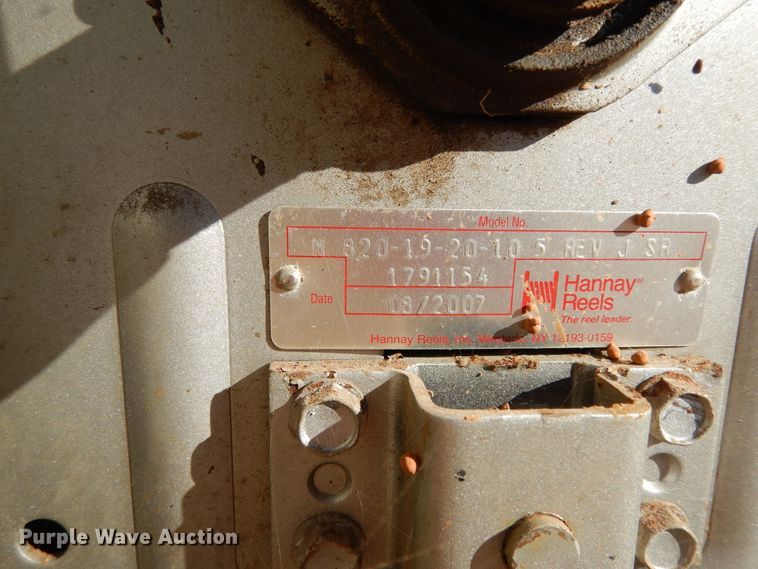 Model No.
N 820-19-20-10 5 REV J SR
1791154
Date 08/2007
Hannay®
Reels
The reel leader.
Hannay Reels, Inc. Westerlo, NY 12193-0159
Purple Wave Auction